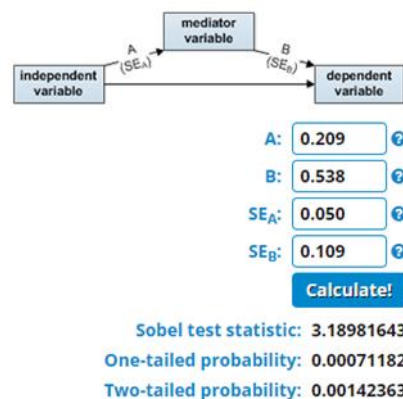 mediator
variable
A
(SEA)
B
(SEB)
independent
variable
dependent
variable
A: 0.209 ?
B: 0.538 ?
SEA: 0.050 ?
SEB: 0.109 ?
Calculate!
Sobel test statistic: 3.18981643
One-tailed probability: 0.00071182
Two-tailed probability: 0.00142363